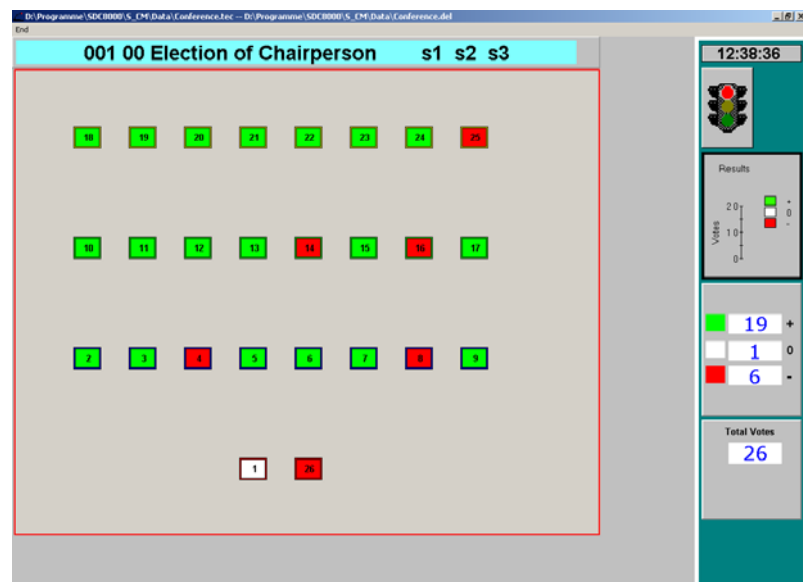 D:\Programme\SDC8000\S_CM\Data\Conference.tec -- D:\Programme\SDC8000\S_CM\Data\Conference.del
End
001 00 Election of Chairperson s1 s2 s3
12:38:36
18 19 20 21 22 23 24 25
Results
20
10
0
Votes
+
0
-
10 11 12 13 14 15 16 17
19 +
1 0
6 -
2 3 4 5 6 7 8 9
Total Votes
26
1 26